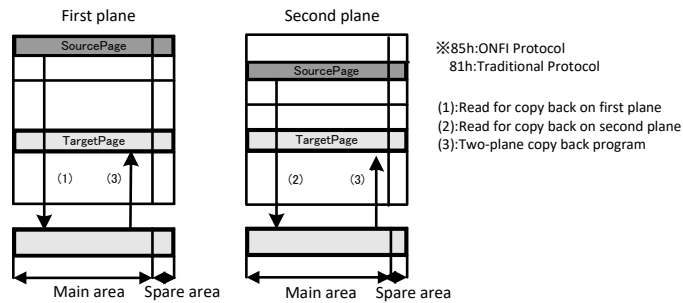 First plane
Second plane
SourcePage
SourcePage
※85h:ONFI Protocol
81h:Traditional Protocol
(1):Read for copy back on first plane
(2):Read for copy back on second plane
(3):Two-plane copy back program
TargetPage
TargetPage
(1) (3)
(2) (3)
Main area Spare area
Main area Spare area